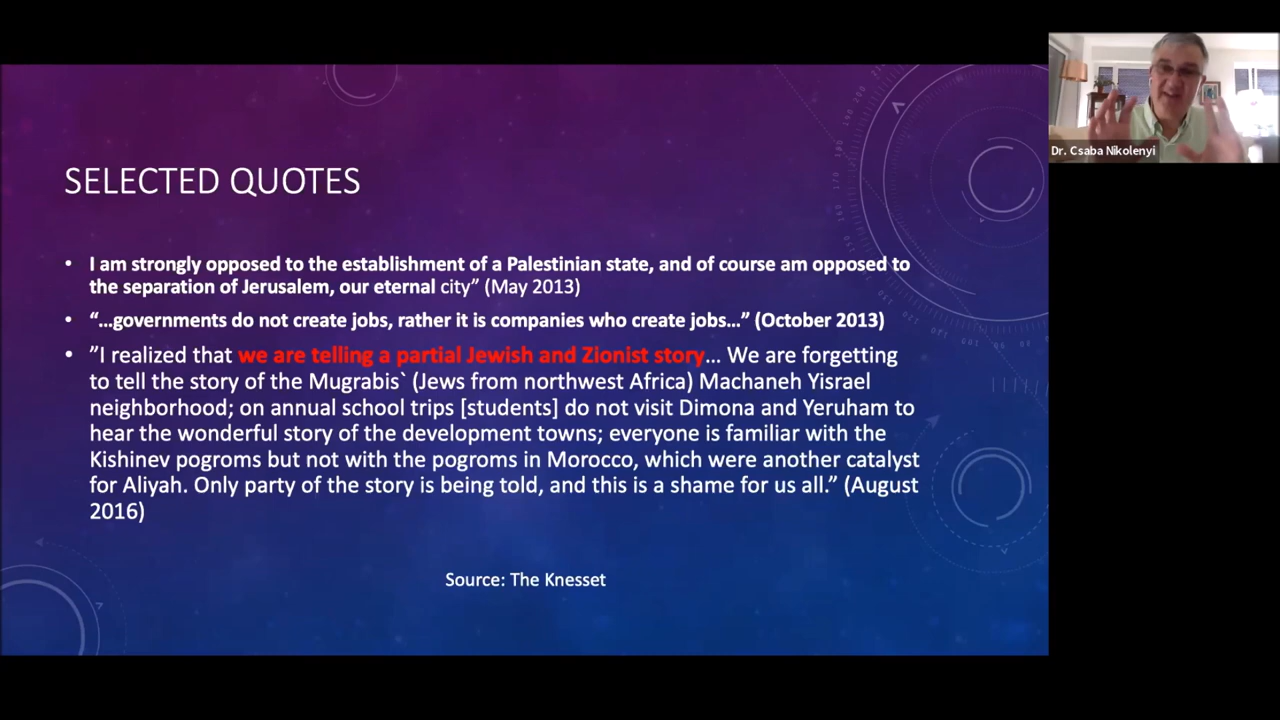 SELECTED QUOTES
• I am strongly opposed to the establishment of a Palestinian state, and of course am opposed to
the separation of Jerusalem, our eternal city” (May 2013)
• “…governments do not create jobs, rather it is companies who create jobs…” (October 2013)
• ”I realized that we are telling a partial Jewish and Zionist story… We are forgetting
to tell the story of the Mugrabis` (Jews from northwest Africa) Machaneh Yisrael
neighborhood; on annual school trips [students] do not visit Dimona and Yeruham to
hear the wonderful story of the development towns; everyone is familiar with the
Kishinev pogroms but not with the pogroms in Morocco, which were another catalyst
for Aliyah. Only party of the story is being told, and this is a shame for us all.” (August
2016)
Source: The Knesset
Dr. Csaba Nikolenyi